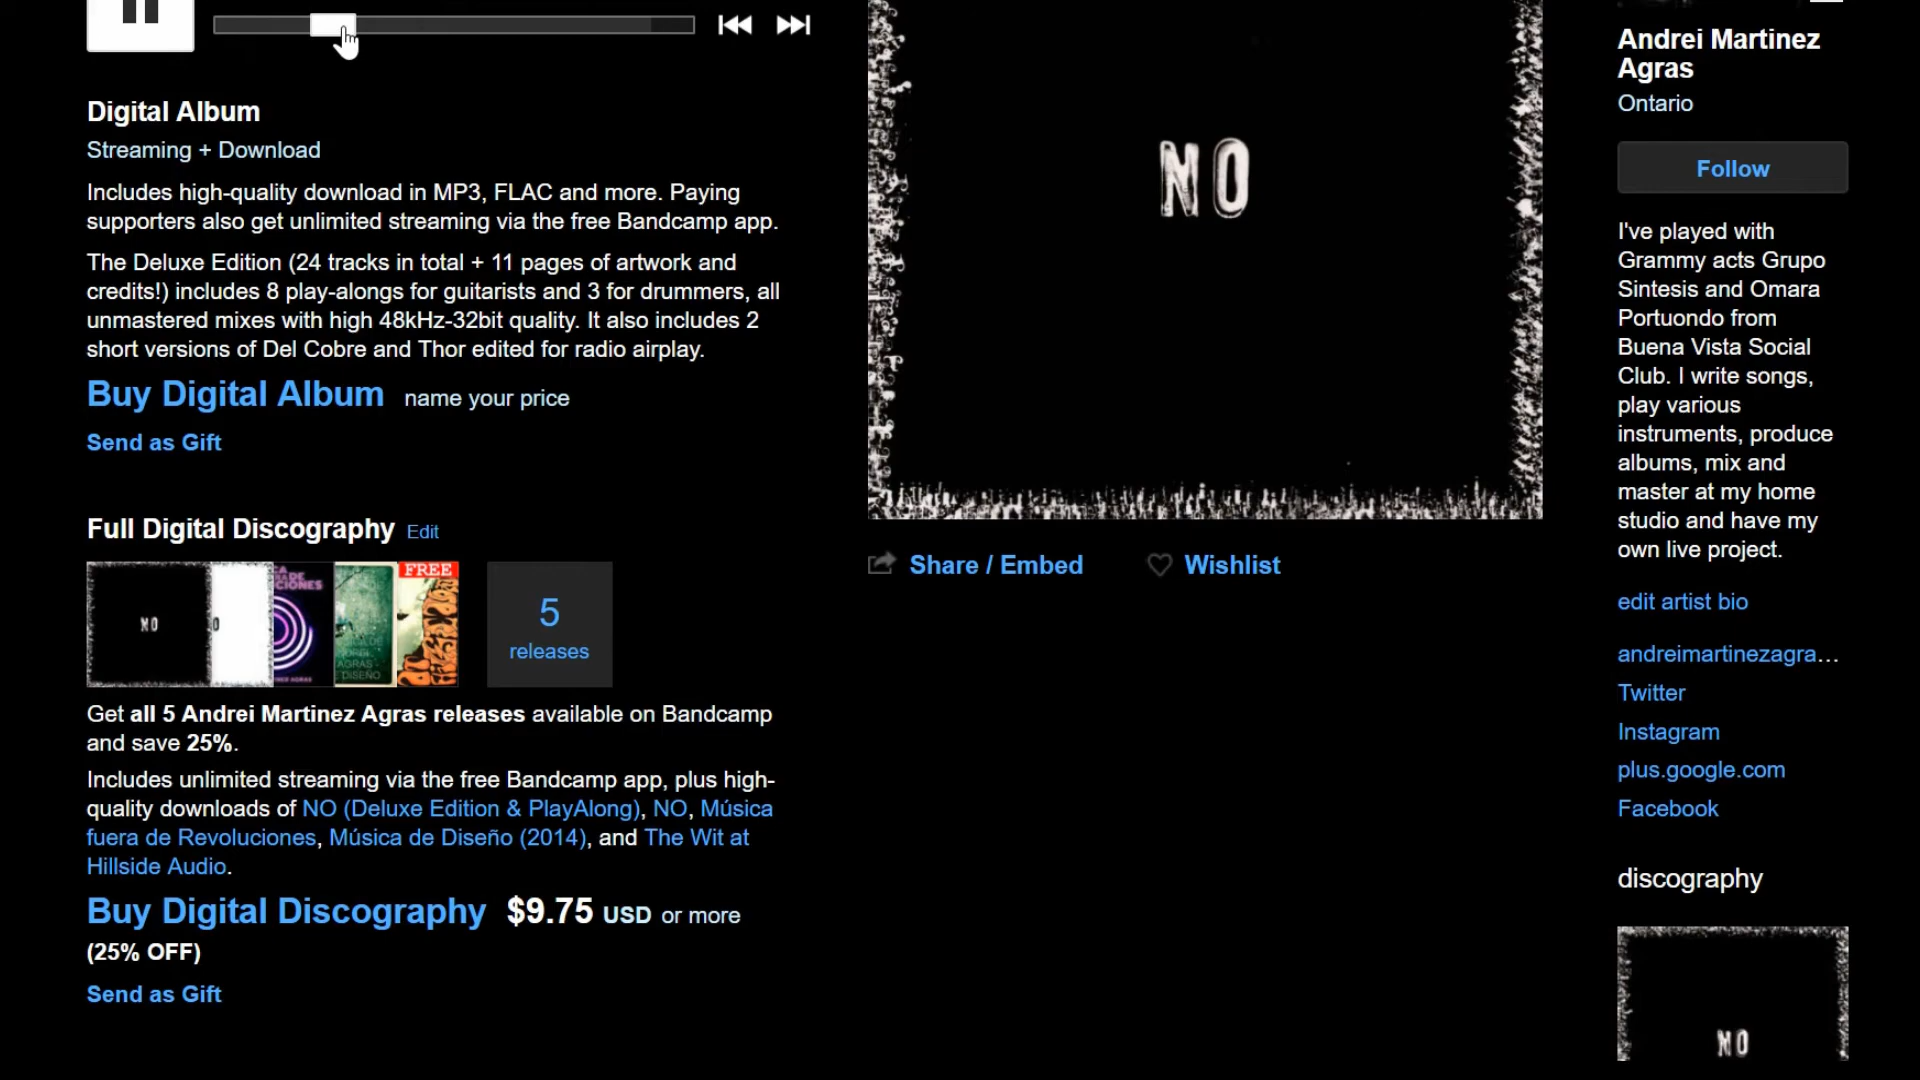 Digital Album
Streaming + Download
Includes high-quality download in MP3, FLAC and more. Paying
supporters also get unlimited streaming via the free Bandcamp app.
The Deluxe Edition (24 tracks in total + 11 pages of artwork and
credits!) includes 8 play-alongs for guitarists and 3 for drummers, all
unmastered mixes with high 48kHz-32bit quality. It also includes 2
short versions of Del Cobre and Thor edited for radio airplay.
Buy Digital Album name your price
Send as Gift
Full Digital Discography Edit
NO
FREE
5
releases
Get all 5 Andrei Martinez Agras releases available on Bandcamp
and save 25%.
Includes unlimited streaming via the free Bandcamp app, plus high-
quality downloads of NO (Deluxe Edition & PlayAlong), NO, Música
fuera de Revoluciones, Música de Diseño (2014), and The Wit at
Hillside Audio.
Buy Digital Discography $9.75 USD or more
(25% OFF)
Send as Gift
NO
Share / Embed
Wishlist
Andrei Martinez
Agras
Ontario
Follow
I've played with
Grammy acts Grupo
Sintesis and Omara
Portuondo from
Buena Vista Social
Club. I write songs,
play various
instruments, produce
albums, mix and
master at my home
studio and have my
own live project.
edit artist bio
andreimartinezagra...
Twitter
Instagram
plus.google.com
Facebook
discography
NO